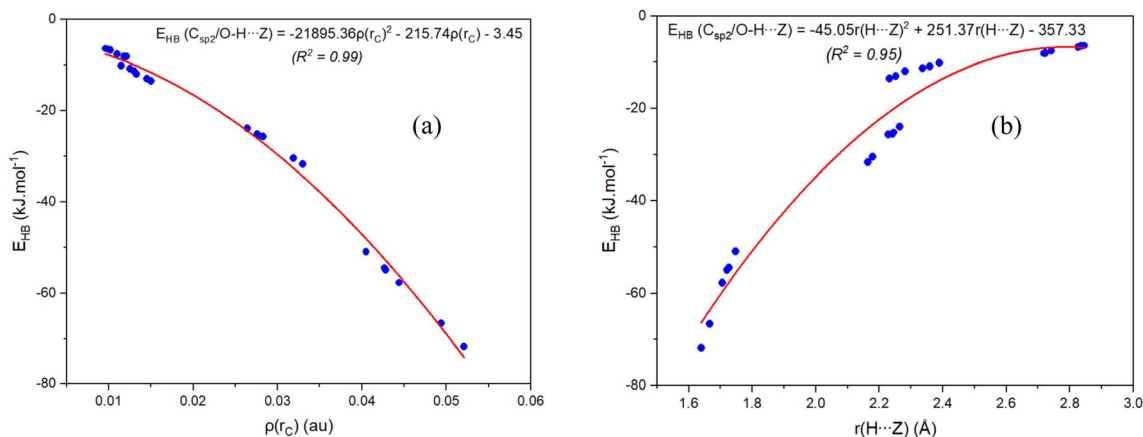 E_HB (C_sp2/O-H⋯Z) = -21895.36ρ(r_C)² - 215.74ρ(r_C) - 3.45
(R² = 0.99)
(a)
0
-20
-40
-60
-80
E_HB (kJ.mol⁻¹)
0.01 0.02 0.03 0.04 0.05 0.06
ρ(r_C) (au)
E_HB (C_sp2/O-H⋯Z) = -45.05r(H⋯Z)² + 251.37r(H⋯Z) - 357.33
(R² = 0.95)
(b)
0
-20
-40
-60
-80
E_HB (kJ.mol⁻¹)
1.6 1.8 2.0 2.2 2.4 2.6 2.8 3.0
r(H⋯Z) (Å)